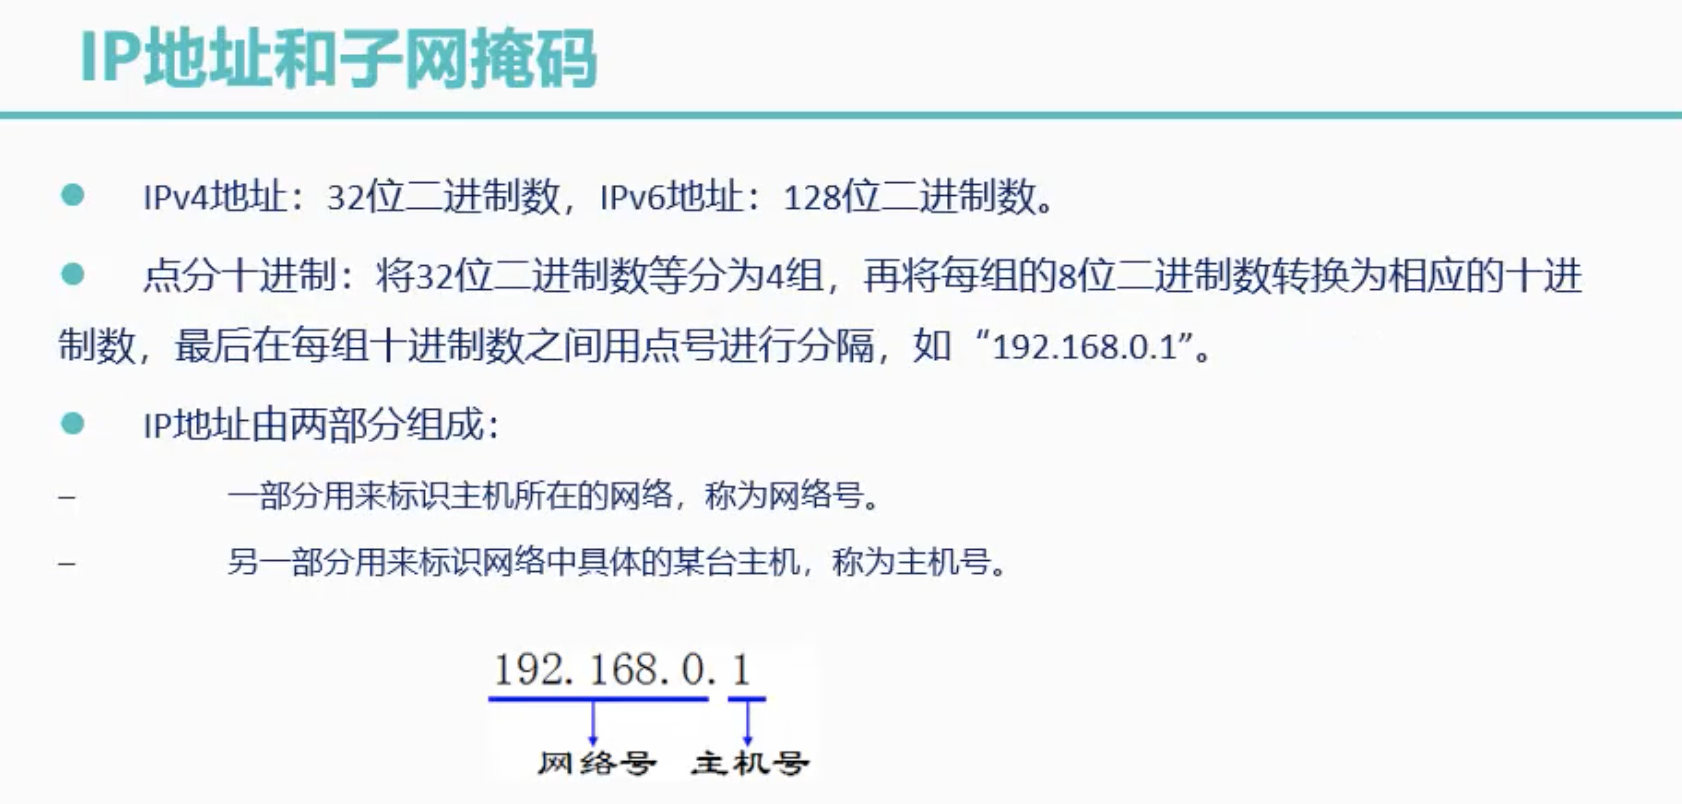 IP地址和子网掩码
● IPv4地址：32位二进制数，IPv6地址：128位二进制数。
● 点分十进制：将32位二进制数等分为4组，再将每组的8位二进制数转换为相应的十进
制数，最后在每组十进制数之间用点号进行分隔，如“192.168.0.1”。
● IP地址由两部分组成：
– 一部分用来标识主机所在的网络，称为网络号。
– 另一部分用来标识网络中具体的某台主机，称为主机号。
192.168.0.1
网络号 主机号